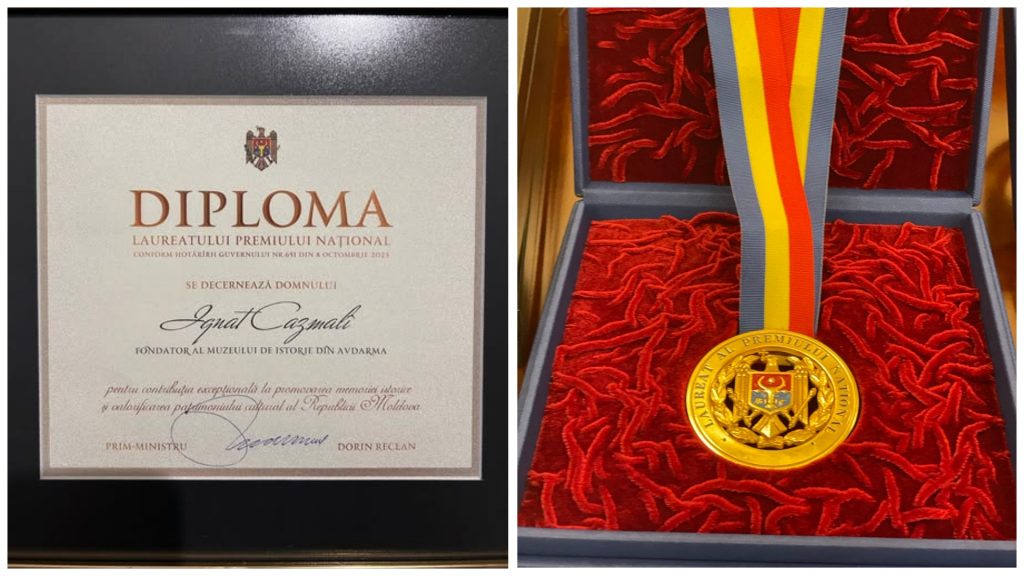 DIPLOMA
LAUREATULUI PREMIULUI NAȚIONAL
CONFORM HOTĂRÎRII GUVERNULUI NR.651 DIN 8 OCTOMBRIE 2025
SE DECERNEAZĂ DOMNULUI
Ignat Cazmalî
FONDATOR AL MUZEULUI DE ISTORIE DIN AVDARMA
pentru contribuția excepțională la promovarea memoriei istorice
și valorificarea patrimoniului cultural al Republicii Moldova
PRIM-MINISTRU DORIN RECEAN
LAUREAT AL PREMIULUI NAȚIONAL